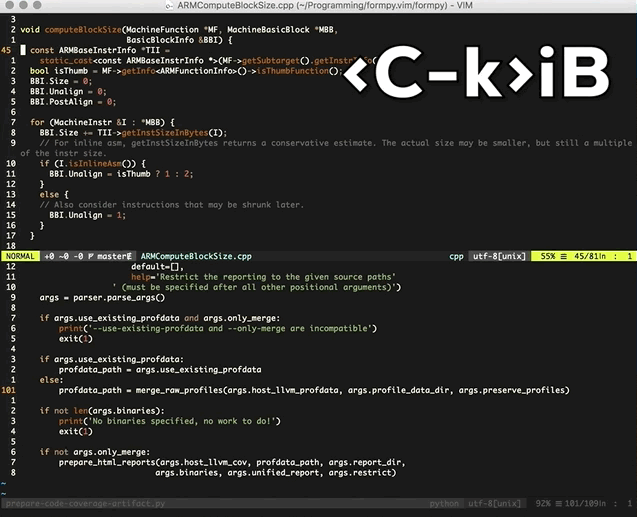 ARMComputeBlockSize.cpp (~/Programming/formpy.vim/formpy) - VIM
3
2 void computeBlockSize(MachineFunction *MF, MachineBasicBlock *MBB,
1 BasicBlockInfo &BBI) {
45 const ARMBaseInstrInfo *TII =
1 static_cast<const ARMBaseInstrInfo *>(MF->getSubtarget().getInstrInfo(
2 bool isThumb = MF->getInfo<ARMFunctionInfo>()->isThumbFunction();
3 BBI.Size = 0;
4 BBI.Unalign = 0;
5 BBI.PostAlign = 0;
6
7 for (MachineInstr &I : *MBB) {
8 BBI.Size += TII->getInstSizeInBytes(I);
9 // For inline asm, getInstSizeInBytes returns a conservative estimate. The actual size may be smaller, but still a multiple
of the instr size.
10 if (I.isInlineAsm()) {
11 BBI.Unalign = isThumb ? 1 : 2;
12 }
13 else {
14 // Also consider instructions that may be shrunk later.
15 BBI.Unalign = 1;
16 }
17 }
18
<C-k>iB
NORMAL +0 ~0 -0 master ARMComputeBlockSize.cpp cpp utf-8[unix] 55% ≡ 45/81ln : 1
12 default=[],
11 help='Restrict the reporting to the given source paths'
10 ' (must be specified after all other positional arguments)')
9 args = parser.parse_args()
8
7 if args.use_existing_profdata and args.only_merge:
6 print('--use-existing-profdata and --only-merge are incompatible')
5 exit(1)
4
3 if args.use_existing_profdata:
2 profdata_path = args.use_existing_profdata
1 else:
101 profdata_path = merge_raw_profiles(args.host_llvm_profdata, args.profile_data_dir, args.preserve_profiles)
1
2 if not len(args.binaries):
3 print('No binaries specified, no work to do!')
4 exit(1)
5
6 if not args.only_merge:
7 prepare_html_reports(args.host_llvm_cov, profdata_path, args.report_dir,
8 args.binaries, args.unified_report, args.restrict)
~
~
prepare-code-coverage-artifact.py python utf-8[unix] 92% ≡ 101/109ln : 1